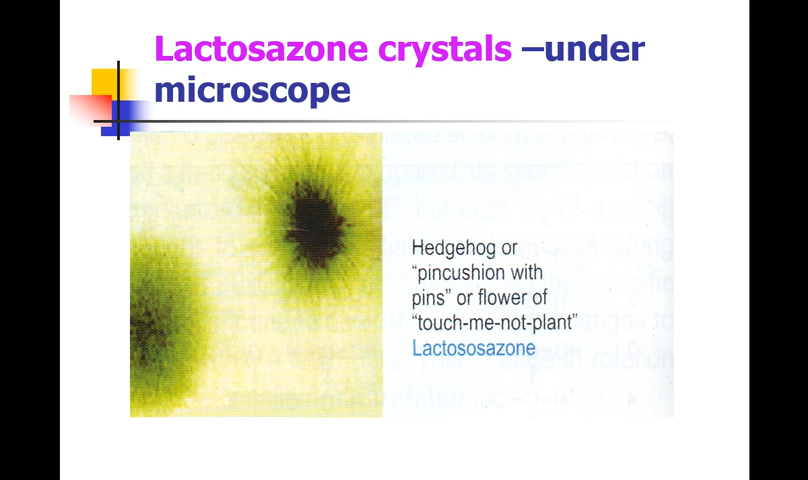 Lactosazone crystals –under
microscope
Hedgehog or
“pincushion with
pins” or flower of
“touch-me-not-plant”
Lactososazone